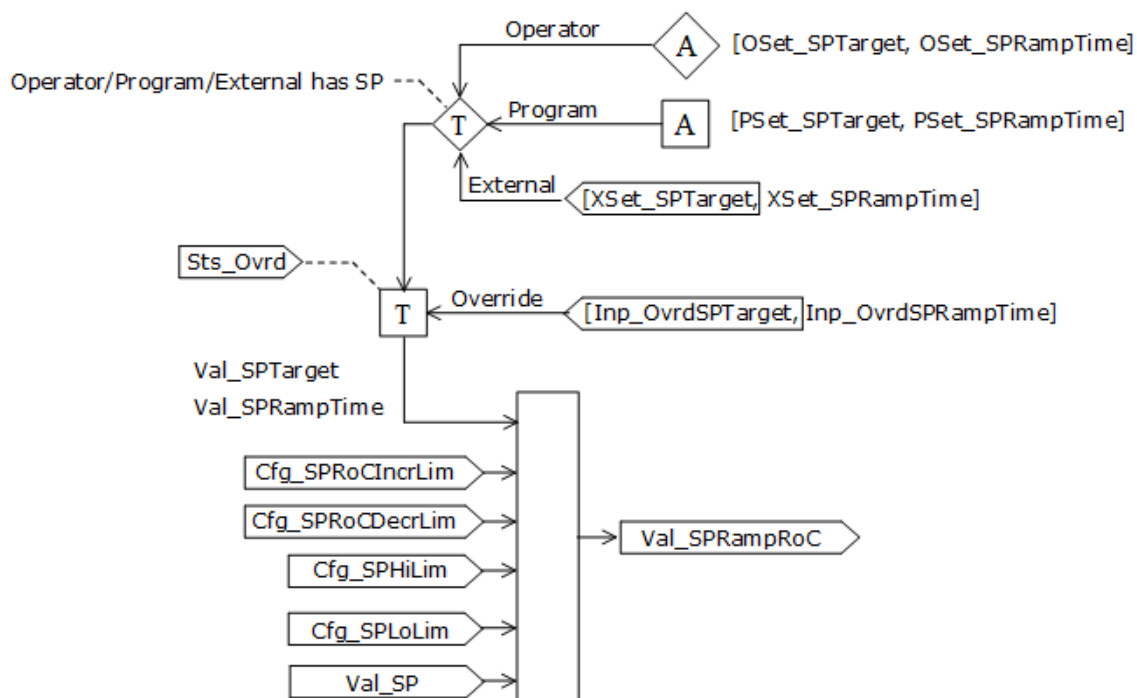 Operator
A
[OSet_SPTarget, OSet_SPRampTime]
Operator/Program/External has SP
T
Program
A
[PSet_SPTarget, PSet_SPRampTime]
External
[XSet_SPTarget, XSet_SPRampTime]
Sts_Ovrd
T
Override
[Inp_OvrdSPTarget, Inp_OvrdSPRampTime]
Val_SPTarget
Val_SPRampTime
Cfg_SPRoCIncrLim
Cfg_SPRoCDecrLim
Val_SPRampRoC
Cfg_SPHiLim
Cfg_SPLoLim
Val_SP